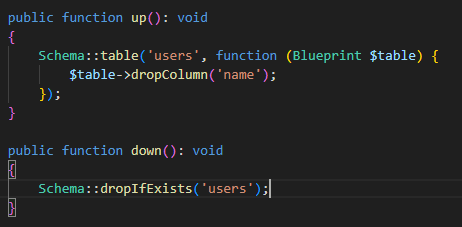 public function up(): void
{
    Schema::table('users', function (Blueprint $table) {
        $table->dropColumn('name');
    });
}

public function down(): void
{
    Schema::dropIfExists('users');
}